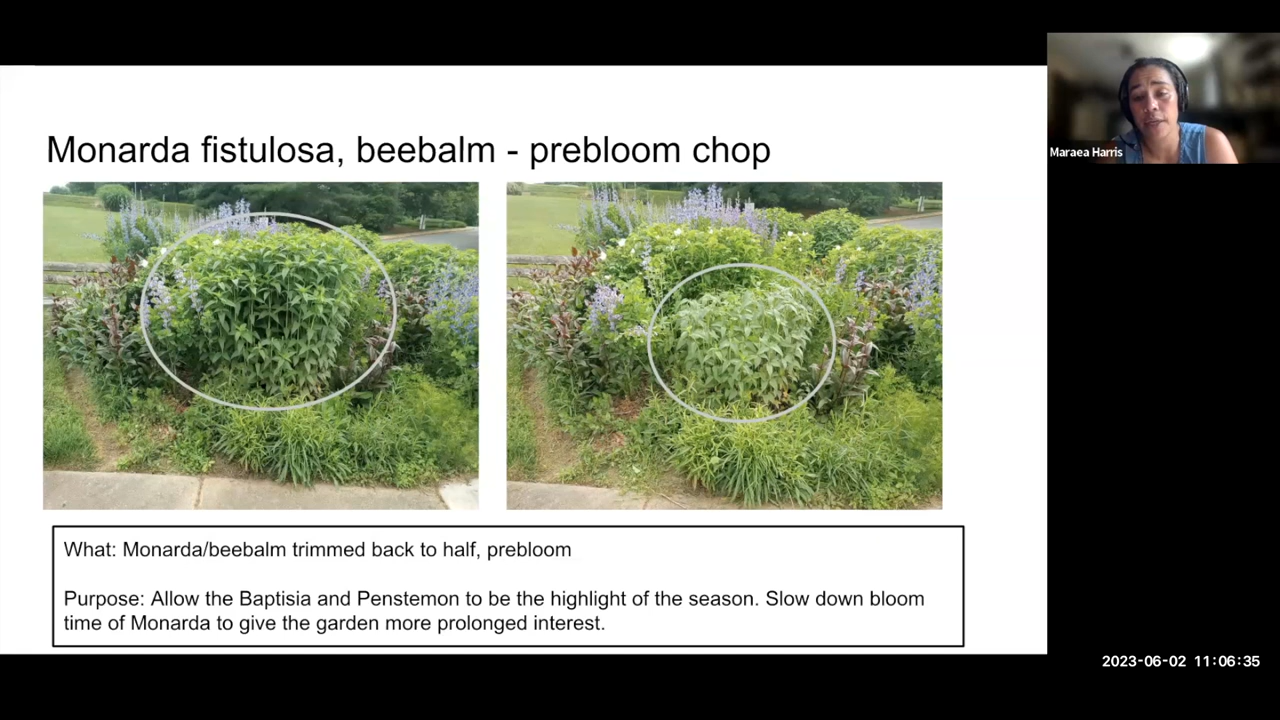 Monarda fistulosa, beebalm - prebloom chop
Maraea Harris
What: Monarda/beebalm trimmed back to half, prebloom
Purpose: Allow the Baptisia and Penstemon to be the highlight of the season. Slow down bloom
time of Monarda to give the garden more prolonged interest.
2023-06-02 11:06:35